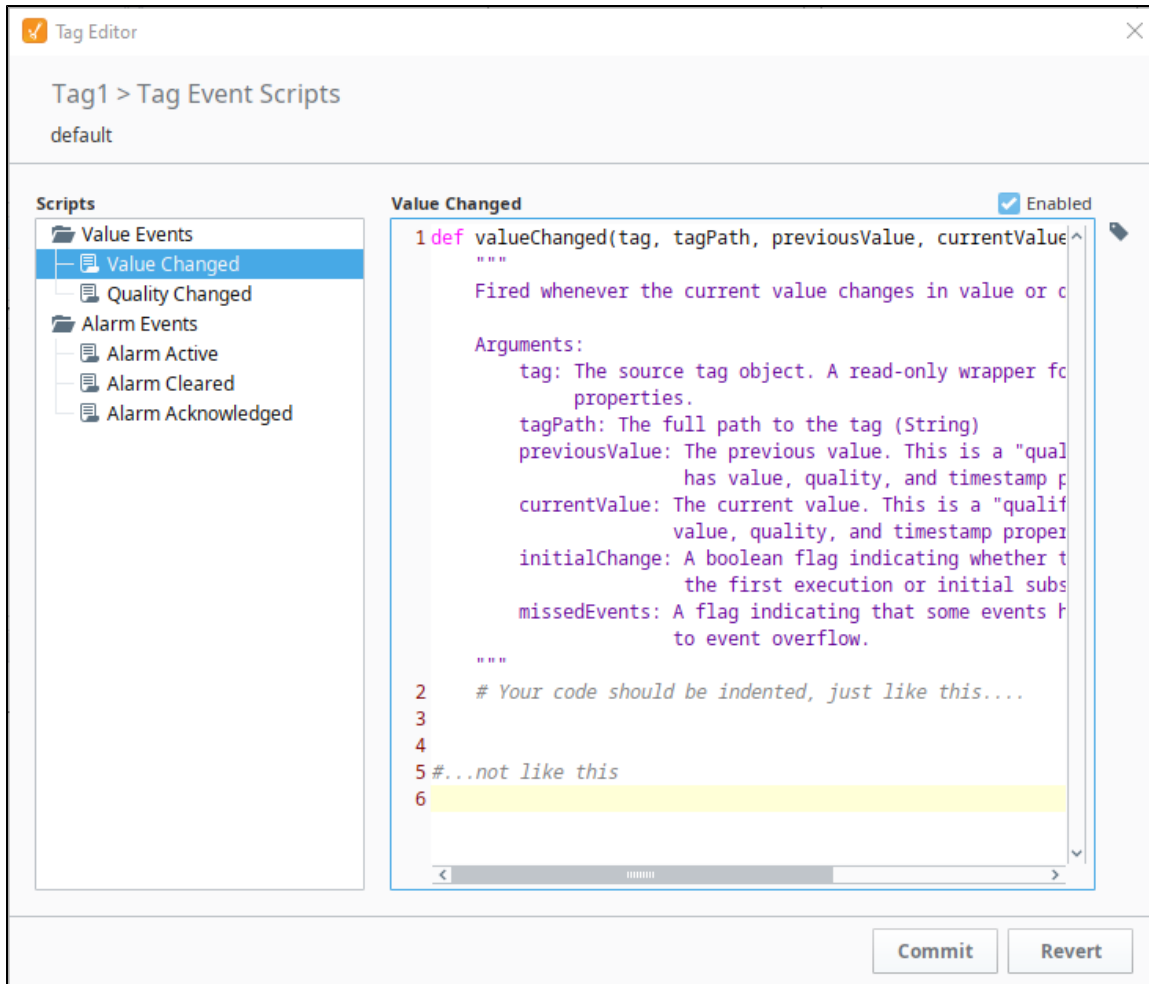 Tag Editor
Tag1 > Tag Event Scripts
default
Scripts
Value Events
Value Changed
Quality Changed
Alarm Events
Alarm Active
Alarm Cleared
Alarm Acknowledged
Value Changed
Enabled
1 def valueChanged(tag, tagPath, previousValue, currentValue
"""
Fired whenever the current value changes in value or
Arguments:
tag: The source tag object. A read-only wrapper
properties.
tagPath: The full path to the tag (String)
previousValue: The previous value. This is a "qual
has value, quality, and timestamp
currentValue: The current value. This is a "qualif
value, quality, and timestamp proper
initialChange: A boolean flag indicating whether t
the first execution or initial subs
missedEvents: A flag indicating that some events h
to event overflow.
"""
2 # Your code should be indented, just like this....
3
4
5 #...not like this
6
Commit
Revert